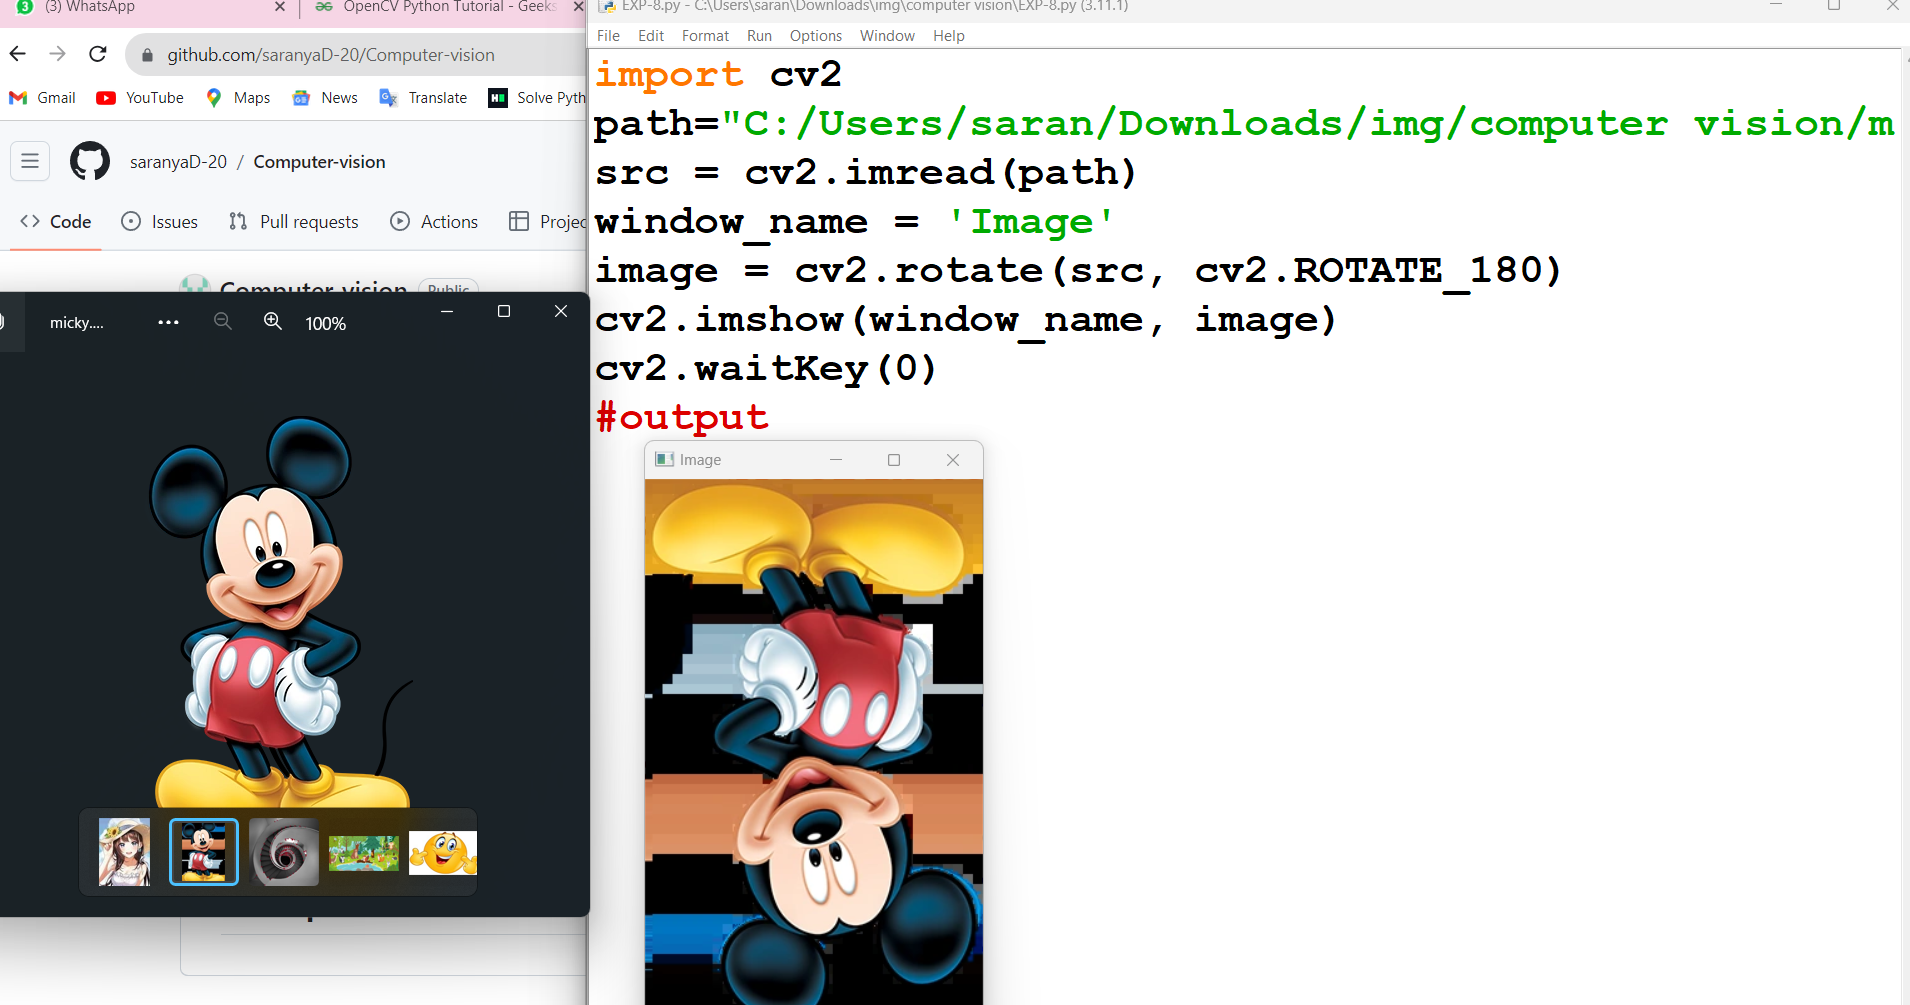 (3) WhatsApp
OpenCV Python Tutorial - Geeks
github.com/saranyaD-20/Computer-vision
Gmail YouTube Maps News Translate Solve Pyth
saranyaD-20 / Computer-vision
Code Issues Pull requests Actions Projec
Computer-vision Public
micky.... ••• 100%
EXP-8.py - C:\Users\saran\Downloads\img\computer vision\EXP-8.py (3.11.1)
File Edit Format Run Options Window Help
import cv2
path="C:/Users/saran/Downloads/img/computer vision/m
src = cv2.imread(path)
window_name = 'Image'
image = cv2.rotate(src, cv2.ROTATE_180)
cv2.imshow(window_name, image)
cv2.waitKey(0)
#output
Image